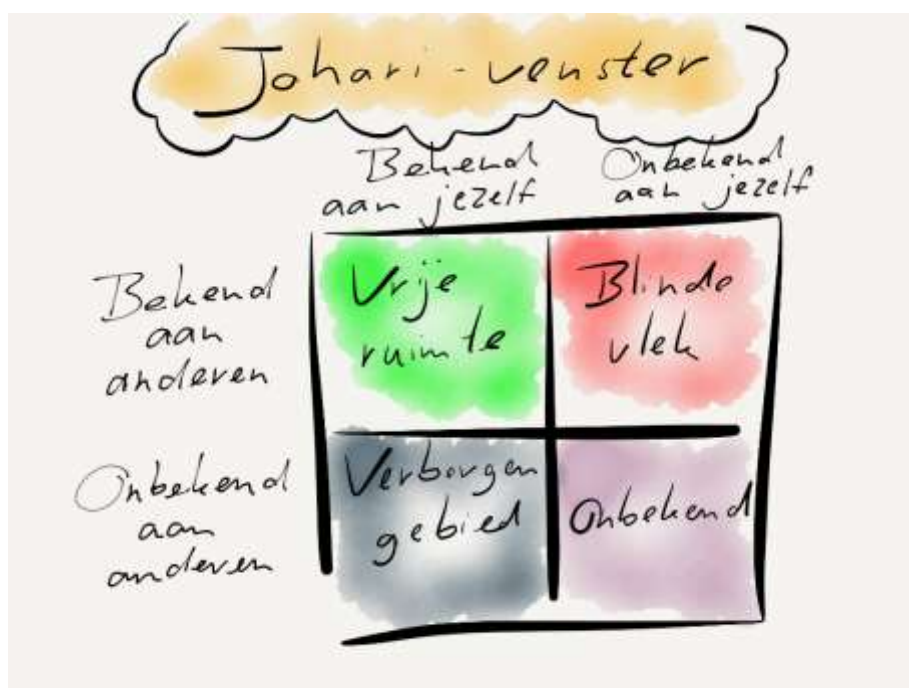 Johari-venster
Bekend
aan jezelf
Onbekend
aan jezelf
Bekend
aan
anderen
Vrije
ruimte
Blinde
vlek
Onbekend
aan
anderen
Verborgen
gebied
Onbekend